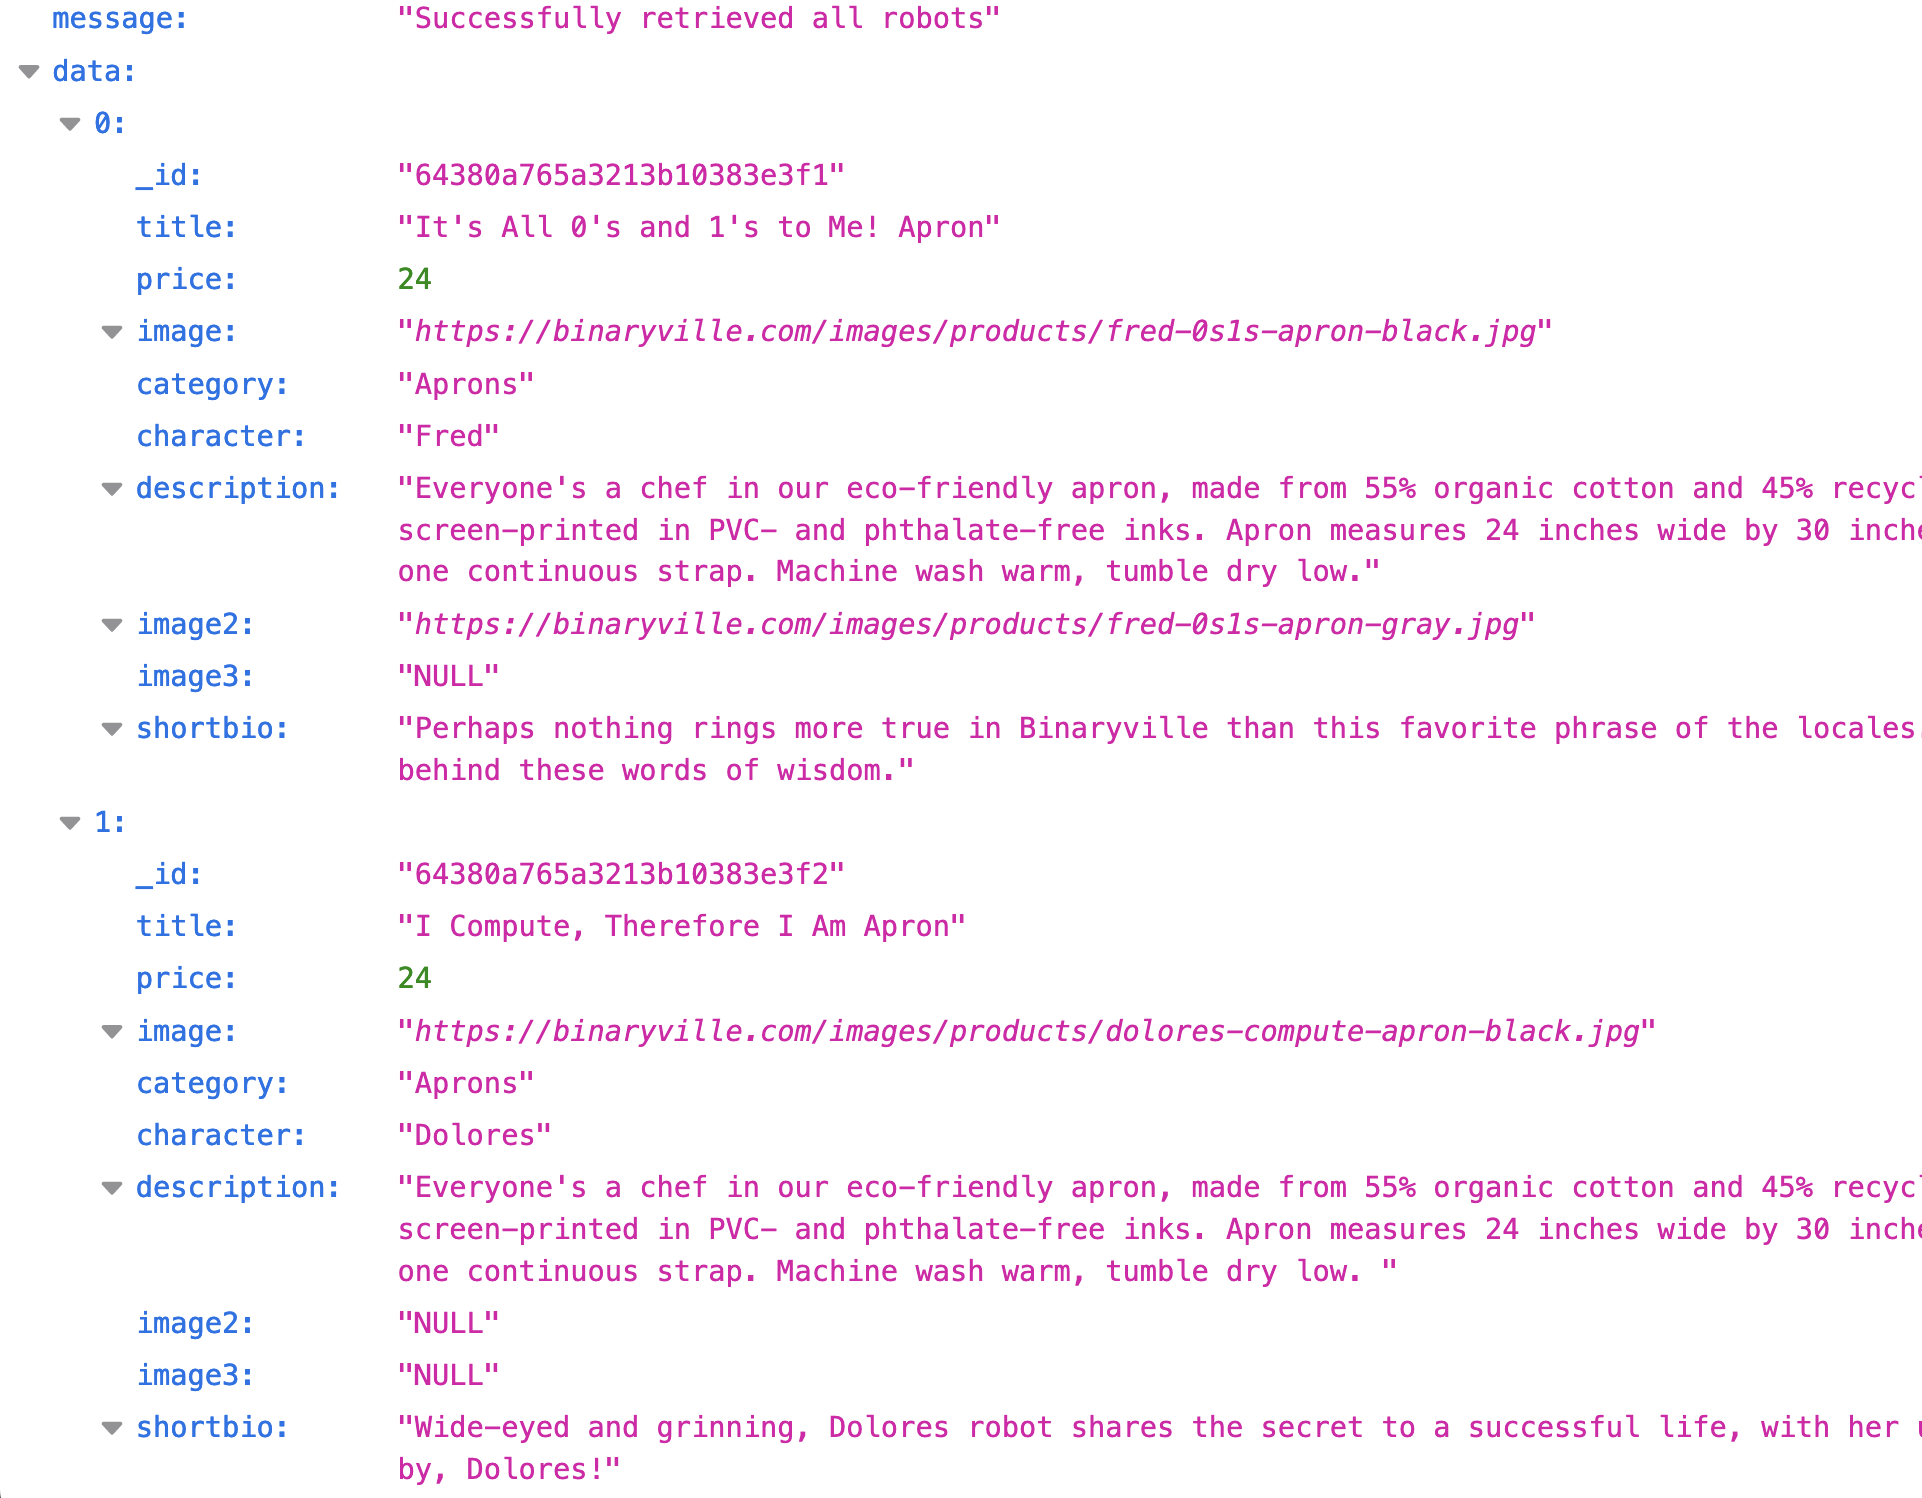 message: "Successfully retrieved all robots"
data:
0:
_id: "64380a765a3213b10383e3f1"
title: "It's All 0's and 1's to Me! Apron"
price: 24
image: "https://binaryville.com/images/products/fred-0s1s-apron-black.jpg"
category: "Aprons"
character: "Fred"
description: "Everyone's a chef in our eco-friendly apron, made from 55% organic cotton and 45%
screen-printed in PVC- and phthalate-free inks. Apron measures 24 inches wide by 30
one continuous strap. Machine wash warm, tumble dry low."
image2: "https://binaryville.com/images/products/fred-0s1s-apron-gray.jpg"
image3: "NULL"
shortbio: "Perhaps nothing rings more true in Binaryville than this favorite phrase of the locales.
behind these words of wisdom."
1:
_id: "64380a765a3213b10383e3f2"
title: "I Compute, Therefore I Am Apron"
price: 24
image: "https://binaryville.com/images/products/dolores-compute-apron-black.jpg"
category: "Aprons"
character: "Dolores"
description: "Everyone's a chef in our eco-friendly apron, made from 55% organic cotton and 45%
screen-printed in PVC- and phthalate-free inks. Apron measures 24 inches wide by 30
one continuous strap. Machine wash warm, tumble dry low. "
image2: "NULL"
image3: "NULL"
shortbio: "Wide-eyed and grinning, Dolores robot shares the secret to a successful life, with her
by, Dolores!"